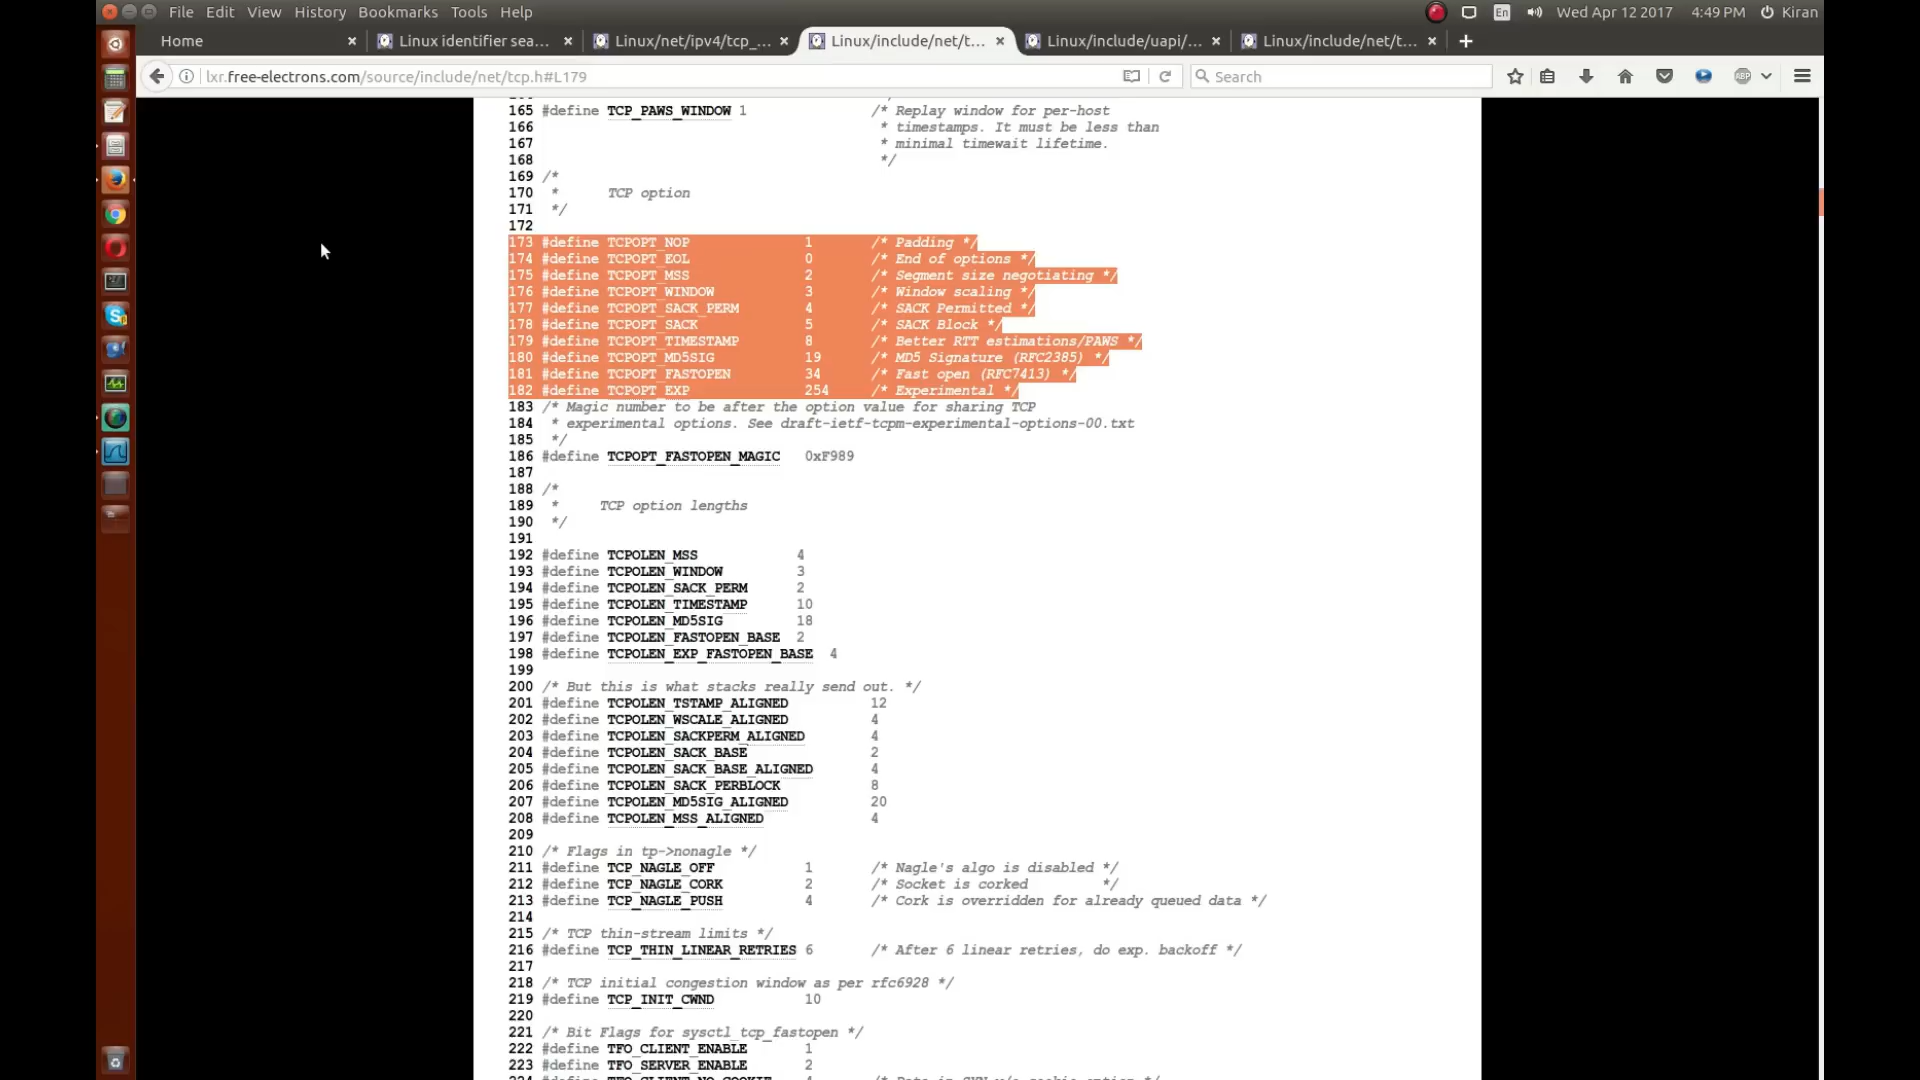 File Edit View History Bookmarks Tools Help En Wed Apr 12 2017 4:49 PM Kiran
Home Linux identifier sea... Linux/net/ipv4/tcp_... Linux/include/net/t... Linux/include/uapi/... Linux/include/net/t...
lxr.free-electrons.com/source/include/net/tcp.h#L179 Search ABP
165 #define TCP_PAWS_WINDOW 1 /* Replay window for per-host
166 * timestamps. It must be less than
167 * minimal timewait lifetime.
168 */
169 /*
170 * TCP option
171 */
172
173 #define TCPOPT_NOP 1 /* Padding */
174 #define TCPOPT_EOL 0 /* End of options */
175 #define TCPOPT_MSS 2 /* Segment size negotiating */
176 #define TCPOPT_WINDOW 3 /* Window scaling */
177 #define TCPOPT_SACK_PERM 4 /* SACK Permitted */
178 #define TCPOPT_SACK 5 /* SACK Block */
179 #define TCPOPT_TIMESTAMP 8 /* Better RTT estimations/PAWS */
180 #define TCPOPT_MD5SIG 19 /* MD5 Signature (RFC2385) */
181 #define TCPOPT_FASTOPEN 34 /* Fast open (RFC7413) */
182 #define TCPOPT_EXP 254 /* Experimental */
183 /* Magic number to be after the option value for sharing TCP
184 * experimental options. See draft-ietf-tcpm-experimental-options-00.txt
185 */
186 #define TCPOPT_FASTOPEN_MAGIC 0xF989
187
188 /*
189 * TCP option lengths
190 */
191
192 #define TCPOLEN_MSS 4
193 #define TCPOLEN_WINDOW 3
194 #define TCPOLEN_SACK_PERM 2
195 #define TCPOLEN_TIMESTAMP 10
196 #define TCPOLEN_MD5SIG 18
197 #define TCPOLEN_FASTOPEN_BASE 2
198 #define TCPOLEN_EXP_FASTOPEN_BASE 4
199
200 /* But this is what stacks really send out. */
201 #define TCPOLEN_TSTAMP_ALIGNED 12
202 #define TCPOLEN_WSCALE_ALIGNED 4
203 #define TCPOLEN_SACKPERM_ALIGNED 4
204 #define TCPOLEN_SACK_BASE 2
205 #define TCPOLEN_SACK_BASE_ALIGNED 4
206 #define TCPOLEN_SACK_PERBLOCK 8
207 #define TCPOLEN_MD5SIG_ALIGNED 20
208 #define TCPOLEN_MSS_ALIGNED 4
209
210 /* Flags in tp->nonagle */
211 #define TCP_NAGLE_OFF 1 /* Nagle's algo is disabled */
212 #define TCP_NAGLE_CORK 2 /* Socket is corked */
213 #define TCP_NAGLE_PUSH 4 /* Cork is overridden for already queued data */
214
215 /* TCP thin-stream limits */
216 #define TCP_THIN_LINEAR_RETRIES 6 /* After 6 linear retries, do exp. backoff */
217
218 /* TCP initial congestion window as per rfc6928 */
219 #define TCP_INIT_CWND 10
220
221 /* Bit Flags for sysctl_tcp_fastopen */
222 #define TFO_CLIENT_ENABLE 1
223 #define TFO_SERVER_ENABLE 2